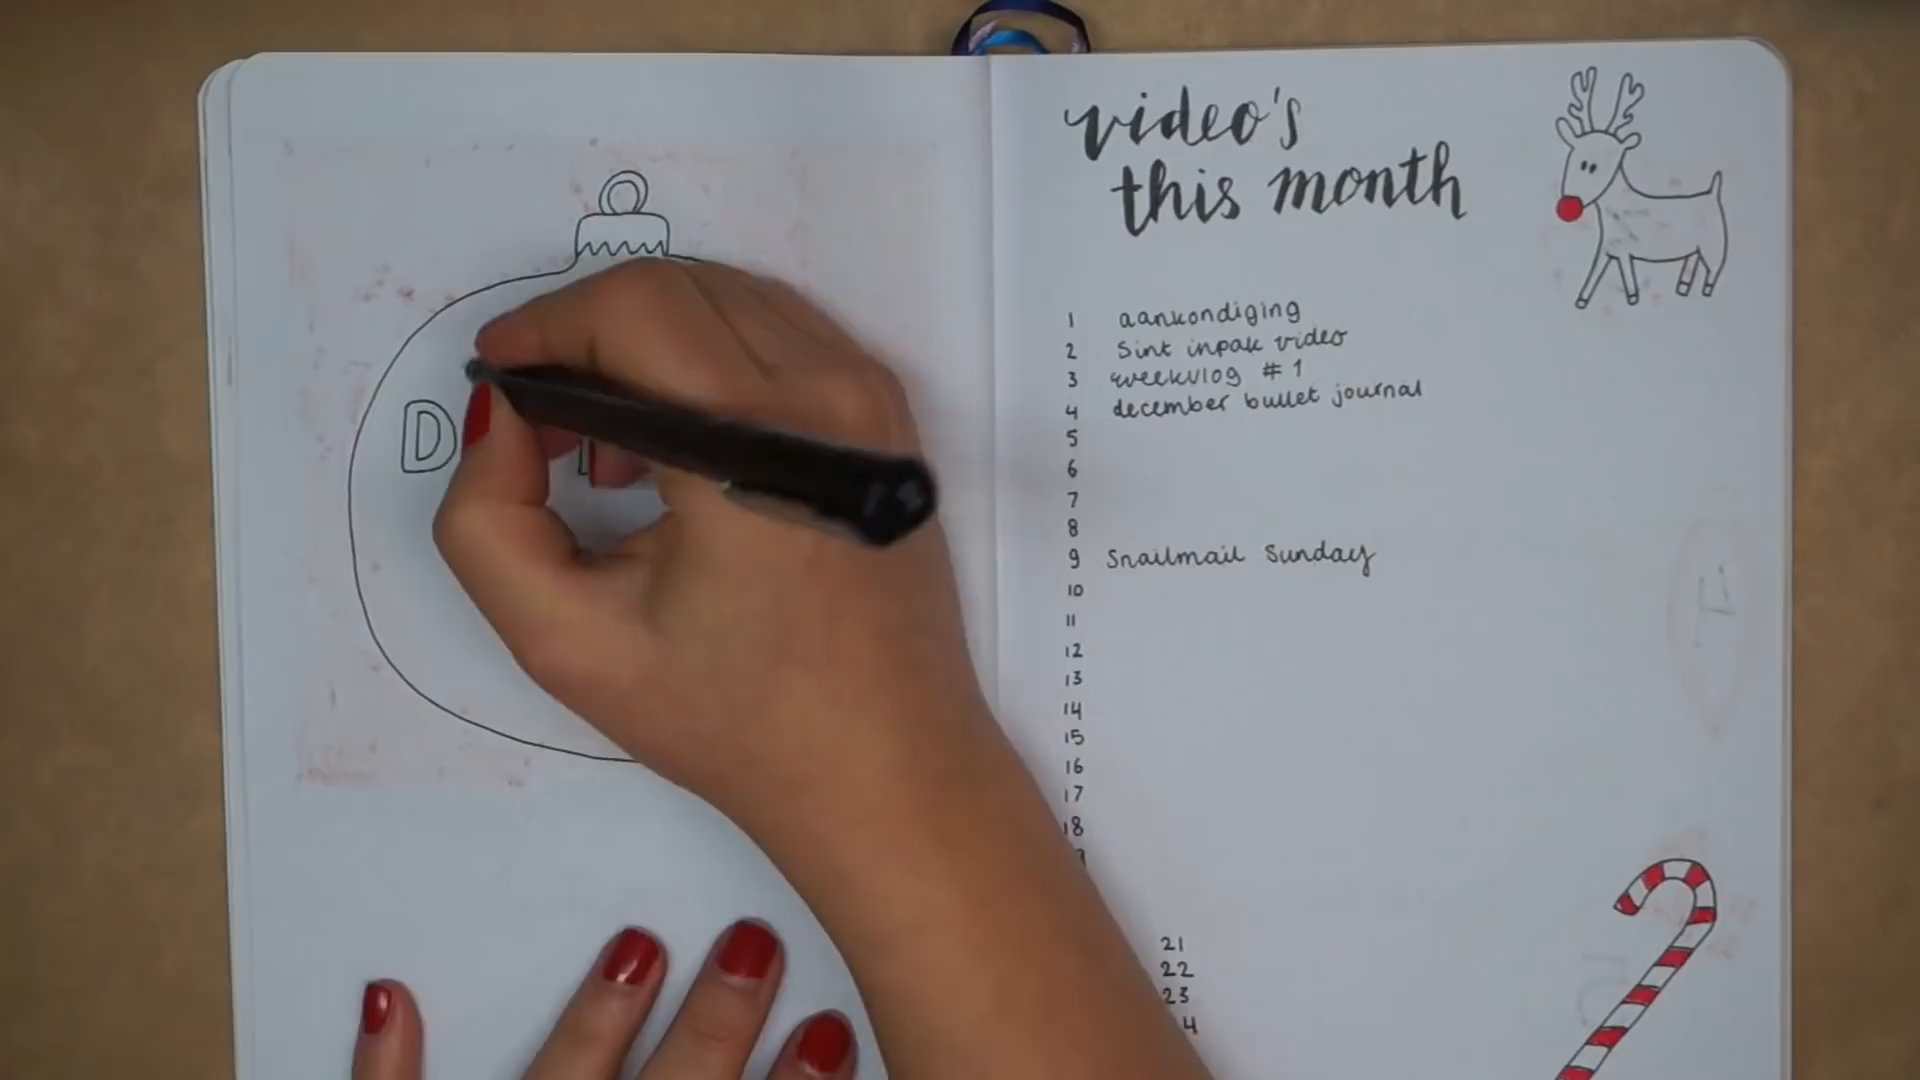 D
video's
this month
1 aankondiging
2 Sint inpak video
3 weekvlog #1
4 december bullet journal
5
6
7
8
9 Snailmail Sunday
10
11
12
13
14
15
16
17
18
21
22
23
4